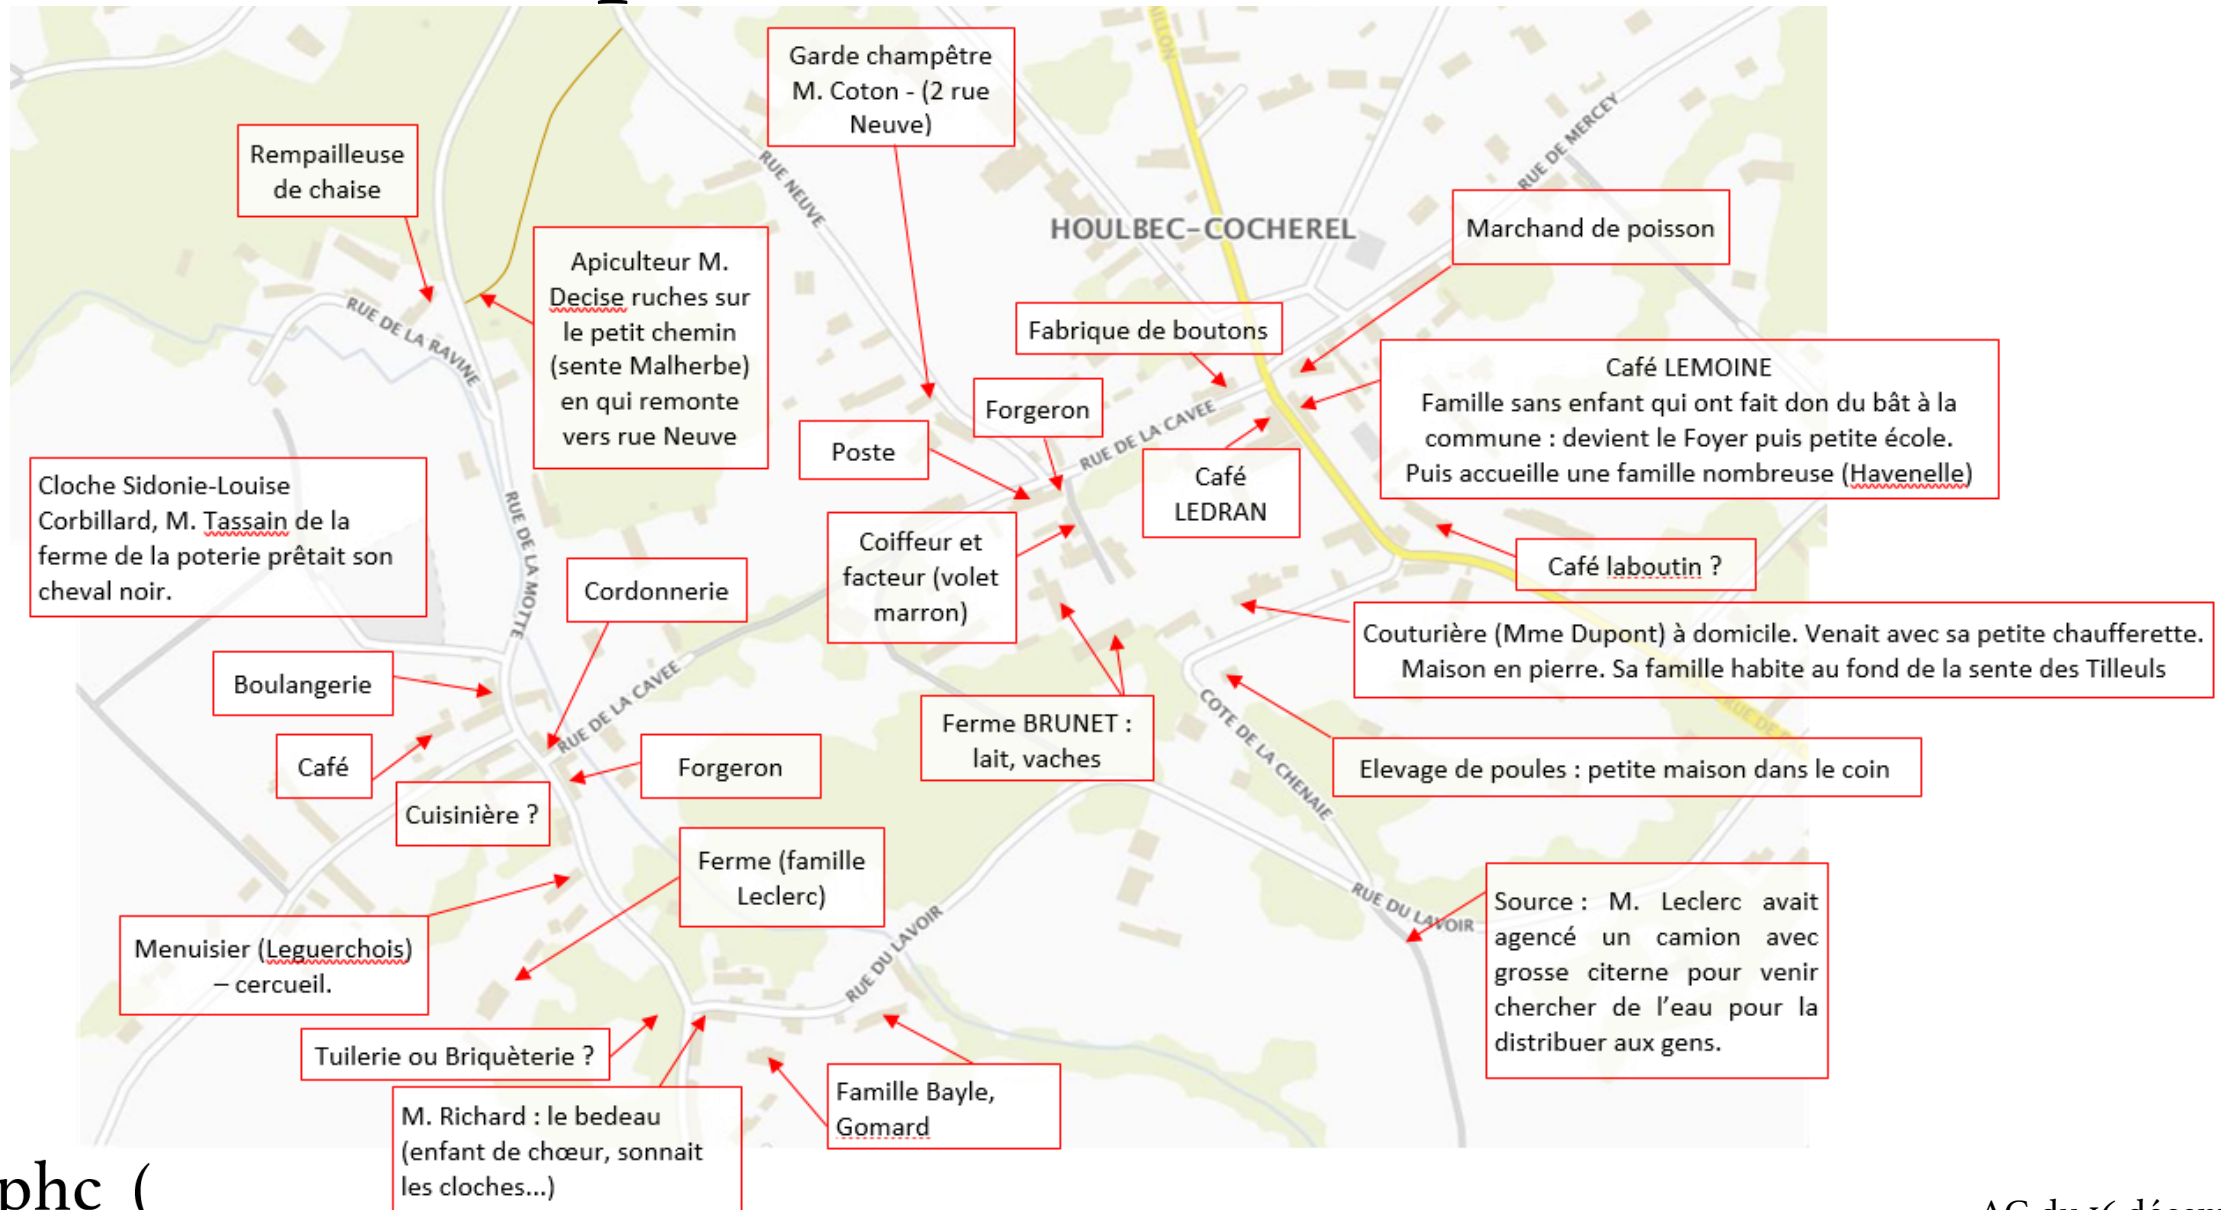 Garde champêtre
M. Coton - (2 rue
Neuve)
RUE NEUVE
RUE DE MERCEY
Rempailleuse
de chaise
HOULBEC-COCHEREL
Marchand de poisson
Apiculteur M.
Decise ruches sur
le petit chemin
(sente Malherbe)
en qui remonte
vers rue Neuve
RUE DE LA RAVINE
Fabrique de boutons
Café LEMOINE
Famille sans enfant qui ont fait don du bât à la
commune : devient le Foyer puis petite école.
Puis accueille une famille nombreuse (Havenelle)
Forgeron
RUE DE LA CAVEE
Poste
Café
LEDRAN
Cloche Sidonie-Louise
Corbillard, M. Tassain de la
ferme de la poterie prêtait son
cheval noir.
RUE DE LA MOTTE
Coiffeur et
facteur (volet
marron)
Café laboutin ?
Cordonnerie
Couturière (Mme Dupont) à domicile. Venait avec sa petite chaufferette.
Maison en pierre. Sa famille habite au fond de la sente des Tilleuls
Boulangerie
RUE DE LA CAVEE
Ferme BRUNET :
lait, vaches
COTE DE LA CHENAIE
RUE DE
Café
Forgeron
Elevage de poules : petite maison dans le coin
Cuisinière ?
Ferme (famille
Leclerc)
RUE DU LAVOIR
Source : M. Leclerc avait
agencé un camion avec
grosse citerne pour venir
chercher de l'eau pour la
distribuer aux gens.
Menuisier (Leguerchois)
– cercueil.
RUE DU LAVOIR
Tuilerie ou Briquèterie ?
Famille Bayle,
Gomard
M. Richard : le bedeau
(enfant de chœur, sonnait
les cloches...)
phc (
AG du 16